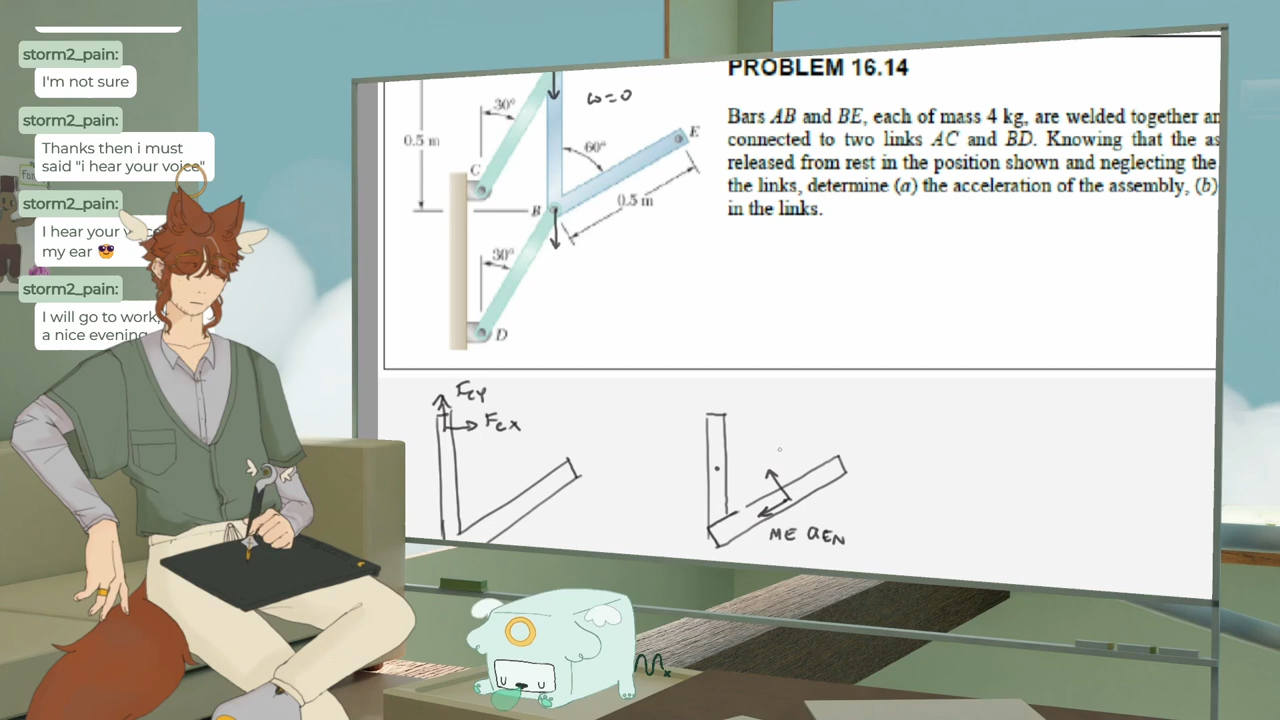 storm2_pain:
I'm not sure
storm2_pain:
Thanks then i must
said "i hear your voice"
storm2_pain:
I hear your
my ear 😎
storm2_pain:
I will go to work,
a nice evening
PROBLEM 16.14
Bars AB and BE, each of mass 4 kg, are welded together ar
connected to two links AC and BD. Knowing that the as
released from rest in the position shown and neglecting the
the links, determine (a) the acceleration of the assembly, (b)
in the links.
30°
ω=0
0.5 m
60°
E
C
B
0.5 m
30°
D
FCY
FCX
ME aEN